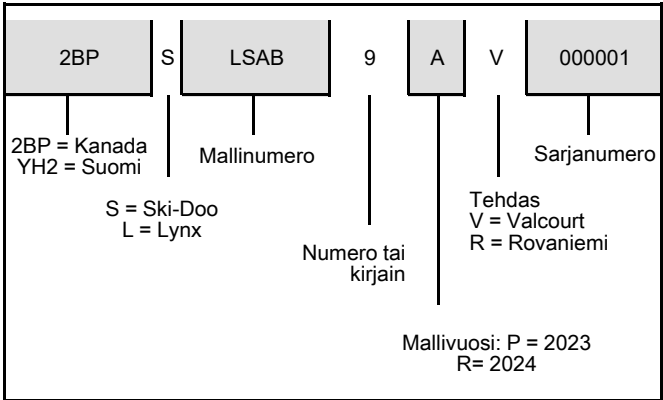 2BP S LSAB 9 A V 000001
2BP = Kanada
YH2 = Suomi
Mallinumero
Sarjanumero
S = Ski-Doo
L = Lynx
Tehdas
V = Valcourt
R = Rovaniemi
Numero tai
kirjain
Mallivuosi: P = 2023
R= 2024